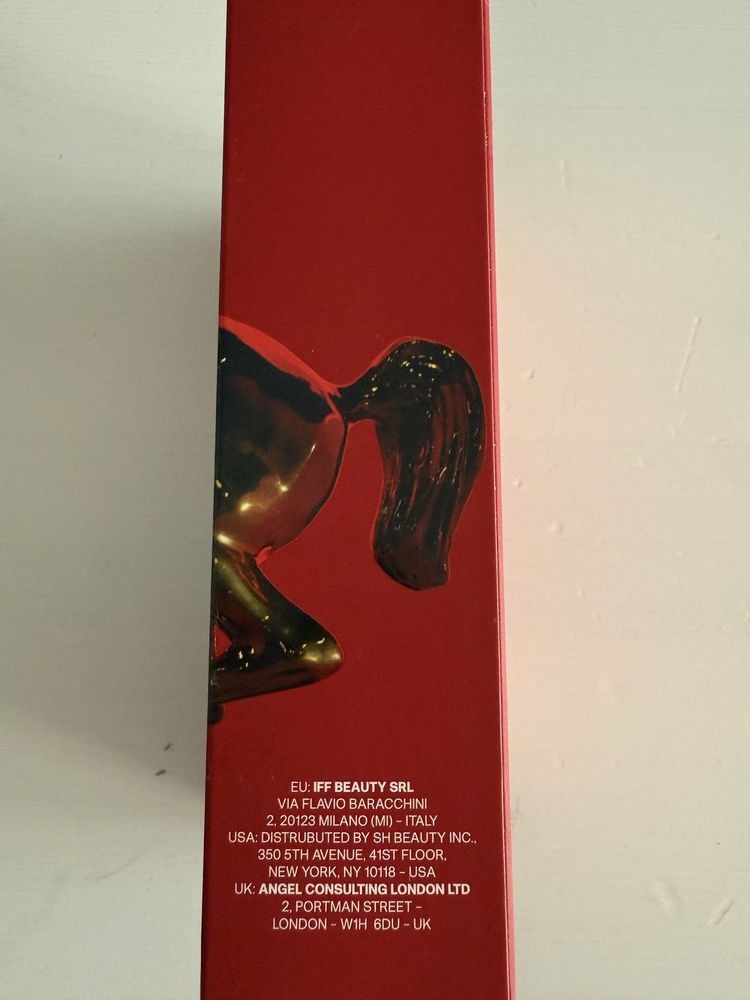 EU: IFF BEAUTY SRL
VIA FLAVIO BARACCHINI
2, 20123 MILANO (MI) – ITALY
USA: DISTRUBUTED BY SH BEAUTY INC.,
350 5TH AVENUE, 41ST FLOOR,
NEW YORK, NY 10118 – USA
UK: ANGEL CONSULTING LONDON LTD
2, PORTMAN STREET –
LONDON – W1H 6DU – UK